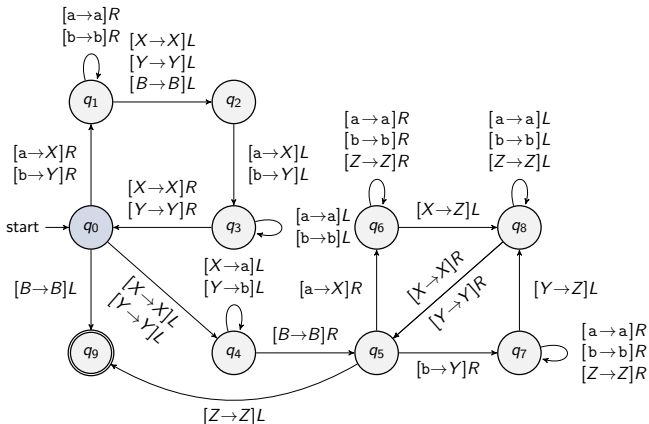 [a→a]R
[b→b]R
[X→X]L
[Y→Y]L
[B→B]L
q1
q2
[a→X]R
[b→Y]R
[a→X]L
[b→Y]L
[X→X]R
[Y→Y]R
start
q0
q3
[B→B]L
[X→X]L
[Y→Y]L
[X→a]L
[Y→b]L
q9
q4
[B→B]R
q5
[Z→Z]L
[a→a]R
[b→b]R
[Z→Z]R
[a→a]L
[b→b]L
[Z→Z]L
[a→a]L
[b→b]L
q6
[X→Z]L
q8
[a→X]R
[X→X]R
[Y→Y]R
[Y→Z]L
[b→Y]R
q7
[a→a]R
[b→b]R
[Z→Z]R